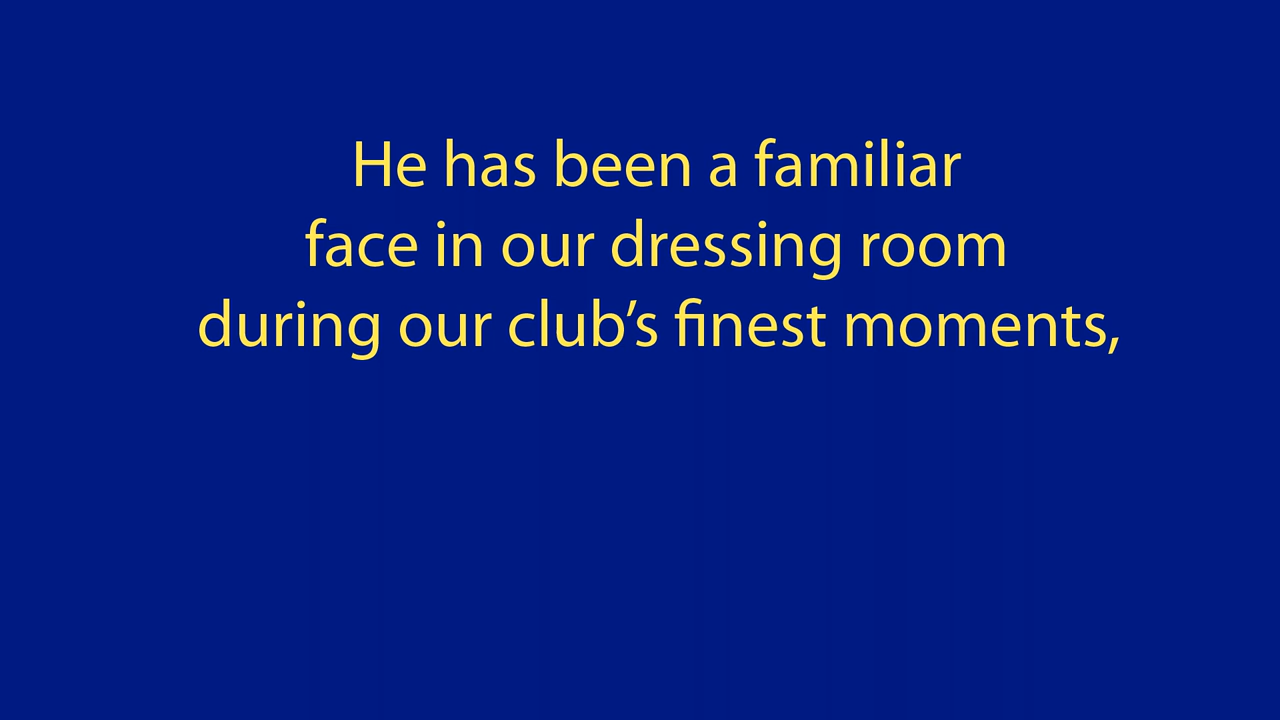 He has been a familiar
face in our dressing room
during our club’s finest moments,